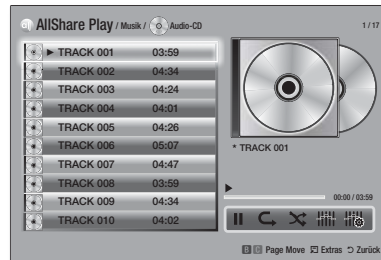 AllShare Play / Musik / Audio-CD 1 / 17
TRACK 001 03:59
TRACK 002 04:34
TRACK 003 04:24
TRACK 004 04:01
TRACK 005 04:26
TRACK 006 05:07
TRACK 007 04:47
TRACK 008 03:59
TRACK 009 04:34
TRACK 010 04:02
* TRACK 001
00:00 / 03:59
B C Page Move Extras Zurück